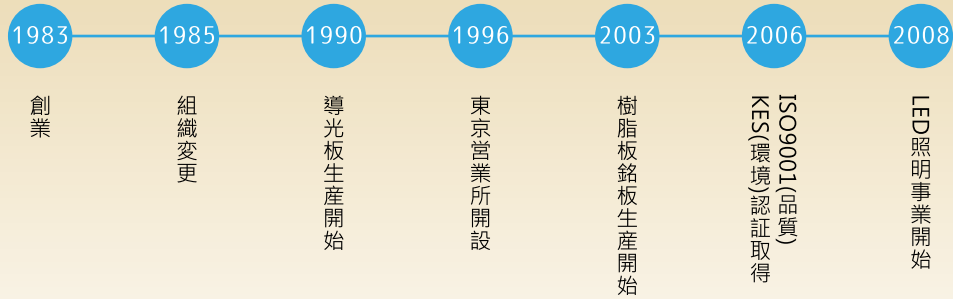 1983
創業
1985
組織変更
1990
導光板生産開始
1996
東京営業所開設
2003
樹脂板銘板生産開始
2006
ISO9001(品質)
KES(環境)認証取得
2008
LED照明事業開始